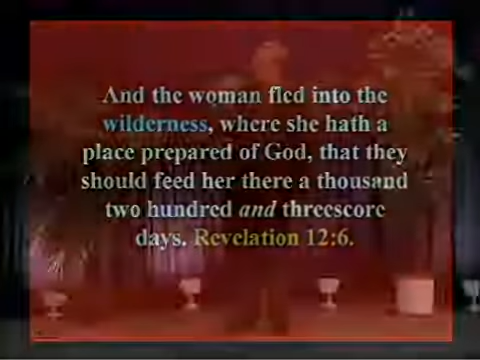 And the woman fled into the
wilderness, where she hath a
place prepared of God, that they
should feed her there a thousand
two hundred and threescore
days. Revelation 12:6.